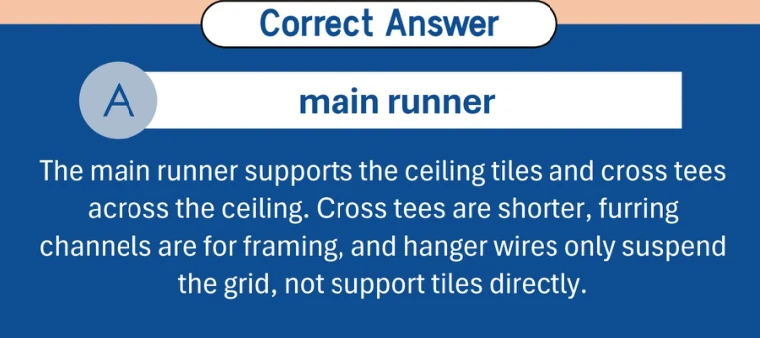 Correct Answer
A
main runner
The main runner supports the ceiling tiles and cross tees
across the ceiling. Cross tees are shorter, furring
channels are for framing, and hanger wires only suspend
the grid, not support tiles directly.